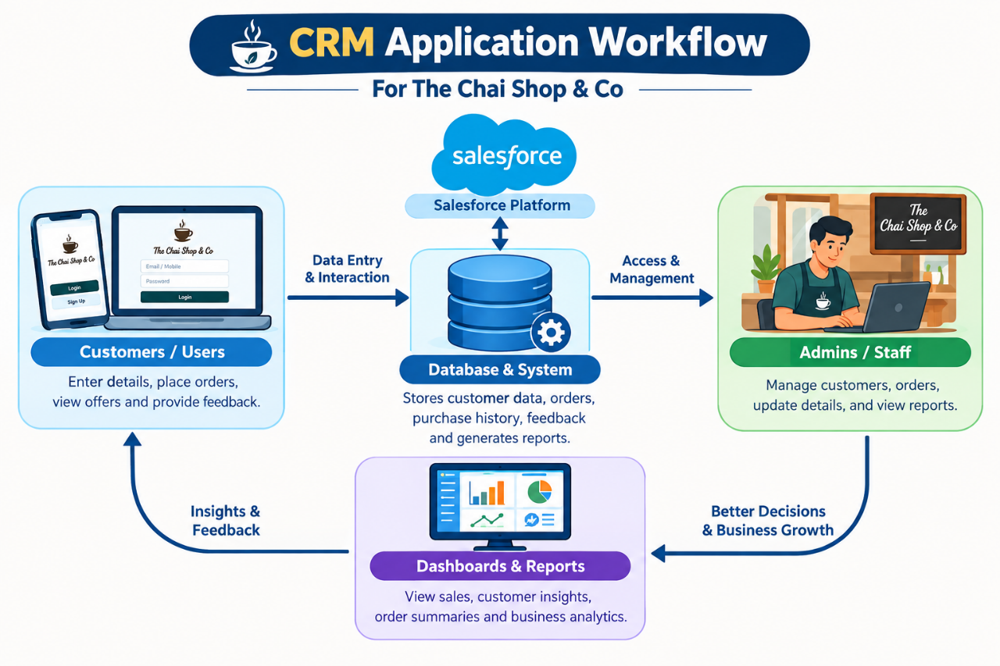 CRM Application Workflow
For The Chai Shop & Co
salesforce
Salesforce Platform
The Chai Shop & Co
Login
Sign Up
The Chai Shop & Co
Email / Mobile
Password
Login
Customers / Users
Enter details, place orders,
view offers and provide feedback.
Data Entry
& Interaction
Database & System
Stores customer data, orders,
purchase history, feedback
and generates reports.
Access &
Management
The
Chai Shop & Co
Admins / Staff
Manage customers, orders,
update details, and view reports.
Insights &
Feedback
Dashboards & Reports
View sales, customer insights,
order summaries and business analytics.
Better Decisions
& Business Growth